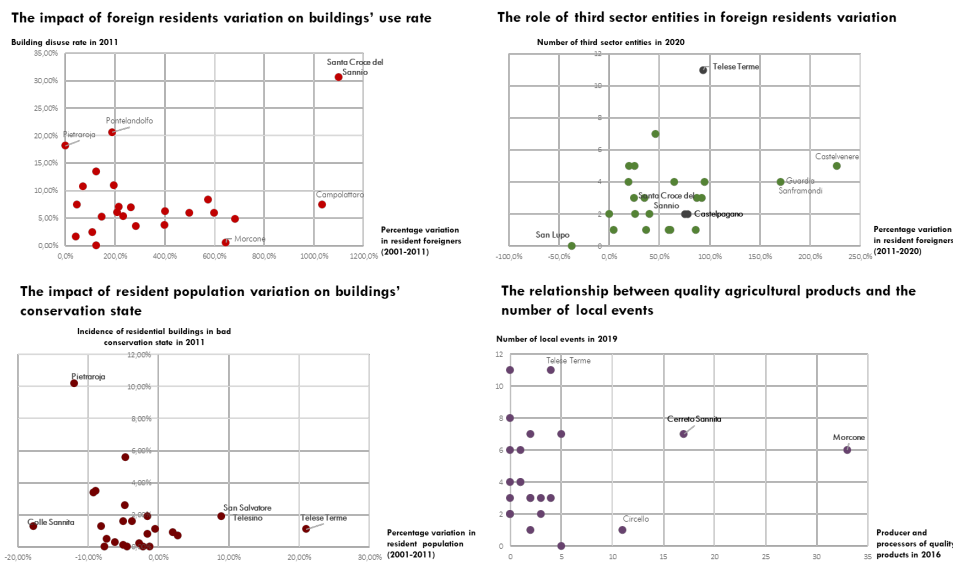 The impact of foreign residents variation on buildings' use rate
Building disuse rate in 2011
35,00%
30,00%
25,00%
20,00%
15,00%
10,00%
5,00%
0,00%
Santa Croce del
Sannio
Pontelandolfo
Pietraroja
Campolattaro
Morcone
0,0%
200,0%
400,0%
600,0%
800,0%
1000,0%
1200,0%
Percentage variation
in resident foreigners
(2001-2011)
The role of third sector entities in foreign residents variation
Number of third sector entities in 2020
12
10
8
6
4
2
0
Telese Terme
Castelvenere
Guardia
Sanframondi
Santa Croce del
Sannio
Castelpagano
San Lupo
-100,0%
-50,0%
0,0%
50,0%
100,0%
150,0%
200,0%
250,0%
Percentage variation
in resident foreigners
(2011-2020)
The impact of resident population variation on buildings'
conservation state
Incidence of residential buildings in bad
conservation state in 2011
12,00%
10,00%
8,00%
6,00%
4,00%
2,00%
0,00%
Pietraroja
Colle Sannita
San Salvatore
Telesino
Telese Terme
-20,00%
-10,00%
0,00%
10,00%
20,00%
30,00%
Percentage variation in
resident population
(2001-2011)
The relationship between quality agricultural products and the
number of local events
Number of local events in 2019
12
10
8
6
4
2
0
Telese Terme
Cerreto Sannita
Morcone
Circello
0
5
10
15
20
25
30
35
Producer and
processors of quality
products in 2016